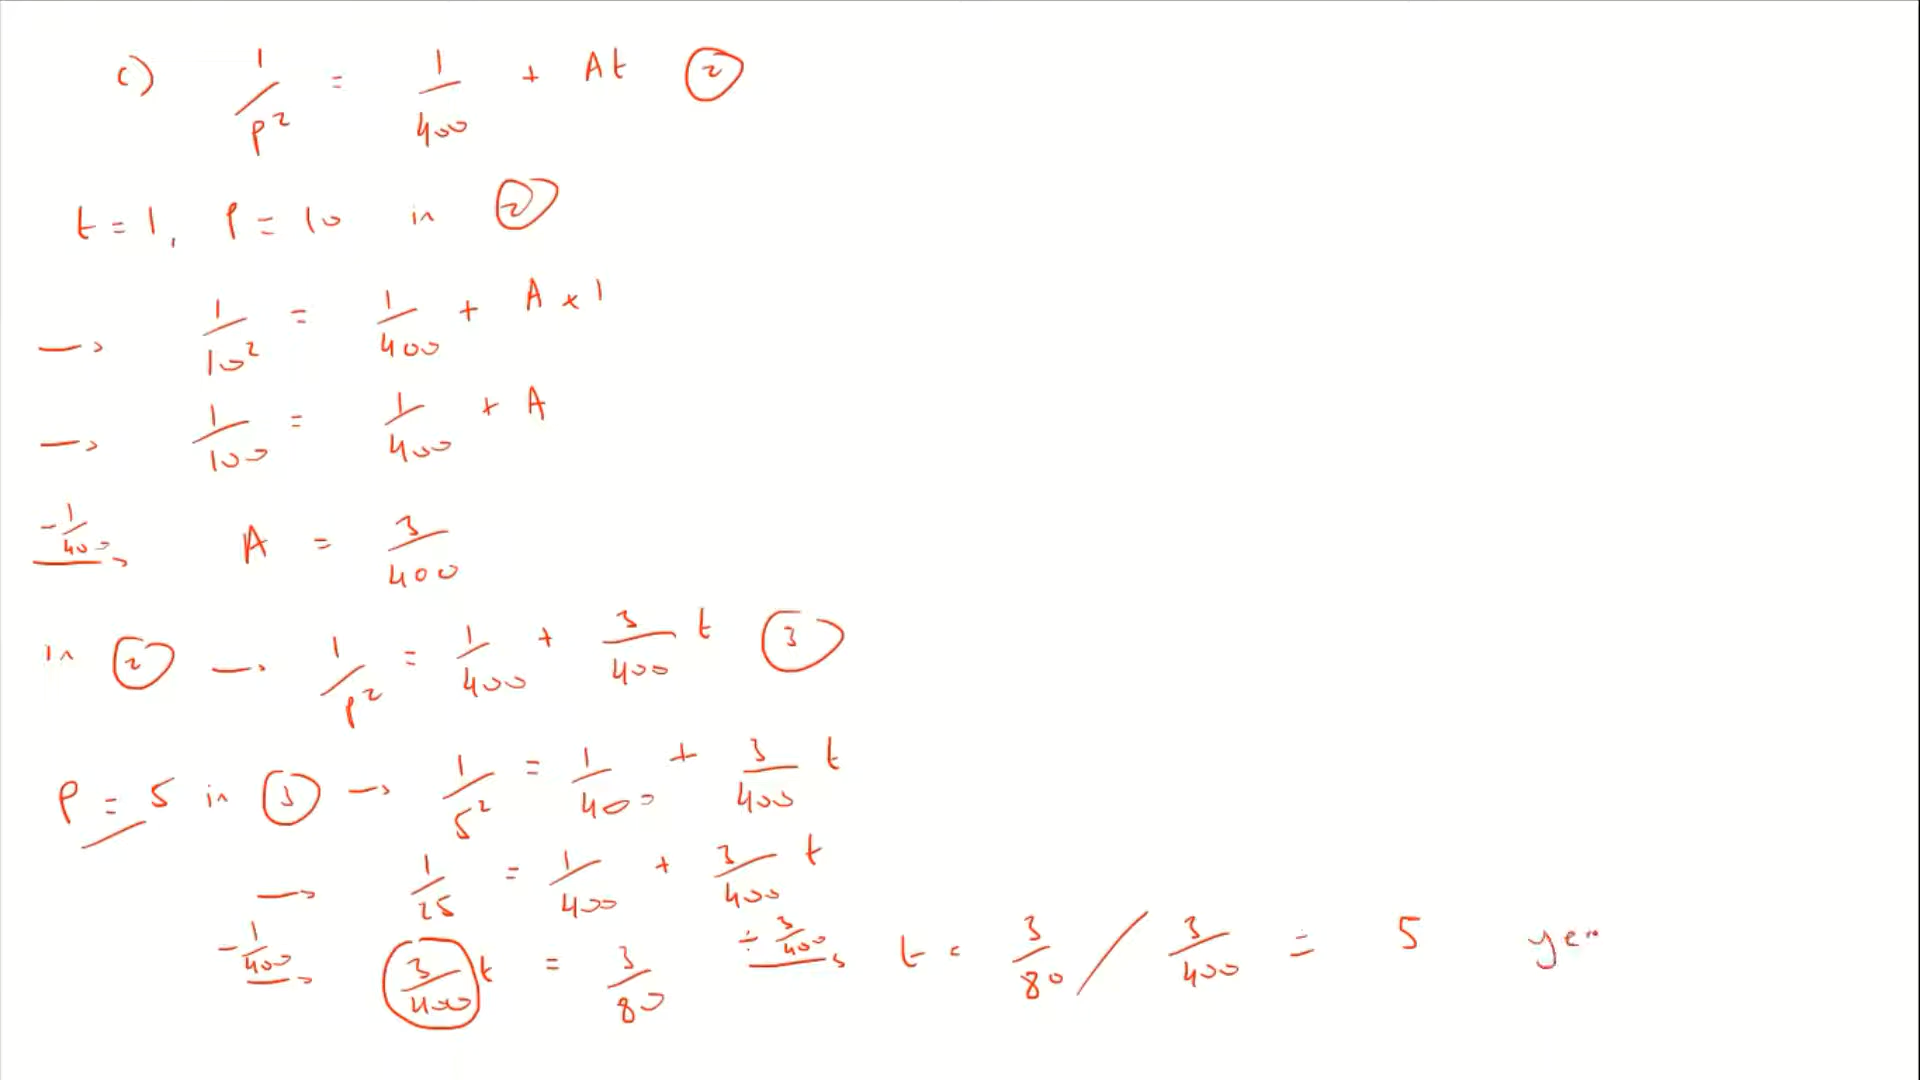 c) 1/P² = 1/400 + At ②
t = 1, P = 10 in ②
→ 1/10² = 1/400 + A × 1
→ 1/100 = 1/400 + A
-1/400 → A = 3/400
in ② → 1/P² = 1/400 + 3/400 t ③
P = 5 in ③ → 1/5² = 1/400 + 3/400 t
→ 1/25 = 1/400 + 3/400 t
-1/400 → 3/400 t = 3/80 ÷ 3/400 → t = 3/80 / 3/400 = 5